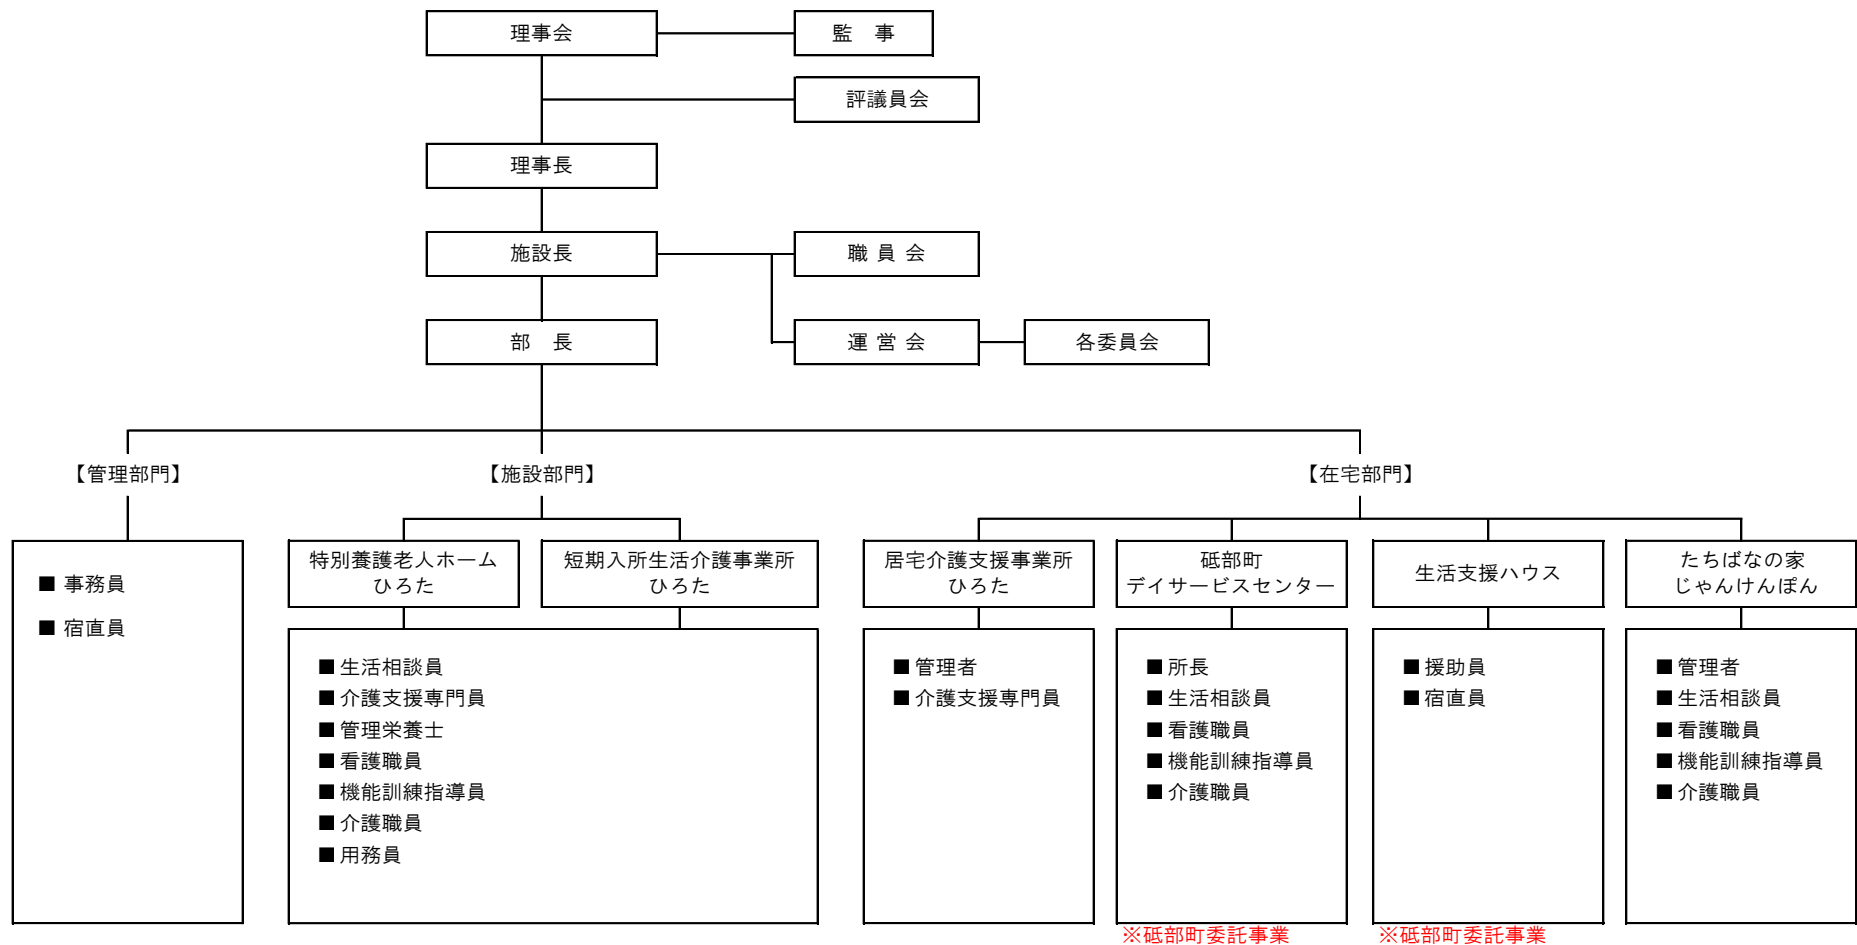 理事会
監　事
評議員会
理事長
施設長
職 員 会
部　長
運 営 会
各委員会
【管理部門】
【施設部門】
【在宅部門】
■ 事務員
■ 宿直員
特別養護老人ホーム
ひろた
短期入所生活介護事業所
ひろた
■ 生活相談員
■ 介護支援専門員
■ 管理栄養士
■ 看護職員
■ 機能訓練指導員
■ 介護職員
■ 用務員
居宅介護支援事業所
ひろた
■ 管理者
■ 介護支援専門員
砥部町
デイサービスセンター
■ 所長
■ 生活相談員
■ 看護職員
■ 機能訓練指導員
■ 介護職員
※砥部町委託事業
生活支援ハウス
■ 援助員
■ 宿直員
※砥部町委託事業
たちばなの家
じゃんけんぽん
■ 管理者
■ 生活相談員
■ 看護職員
■ 機能訓練指導員
■ 介護職員